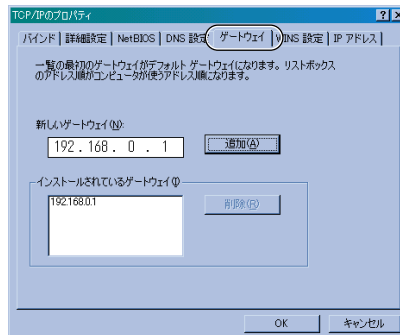 TCP/IPのプロパティ
バインド 詳細設定 NetBIOS DNS 設定 ゲートウェイ WINS 設定 IP アドレス
一覧の最初のゲートウェイがデフォルト ゲートウェイになります。リストボックス
のアドレス順がコンピュータが使うアドレス順になります。
新しいゲートウェイ(N):
192.168.0.1 追加(A)
インストールされているゲートウェイ(I)
192.168.0.1 削除(R)
OK キャンセル